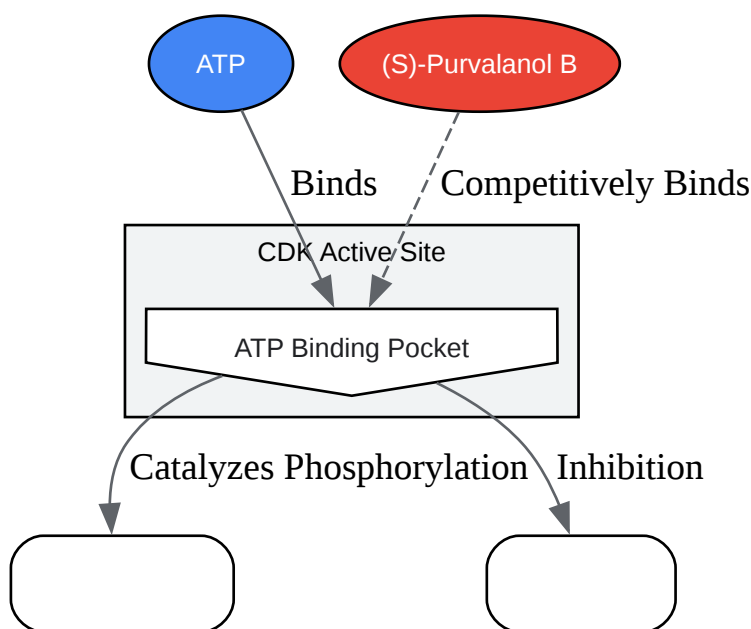 ATP
(S)-Purvalanol B
Binds
Competitively Binds
CDK Active Site
ATP Binding Pocket
Catalyzes Phosphorylation
Inhibition